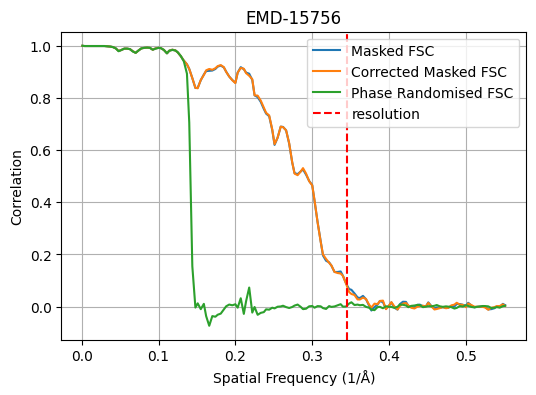 EMD-15756
1.0
0.8
0.6
0.4
0.2
0.0
Correlation
Masked FSC
Corrected Masked FSC
Phase Randomised FSC
resolution
0.0 0.1 0.2 0.3 0.4 0.5
Spatial Frequency (1/Å)